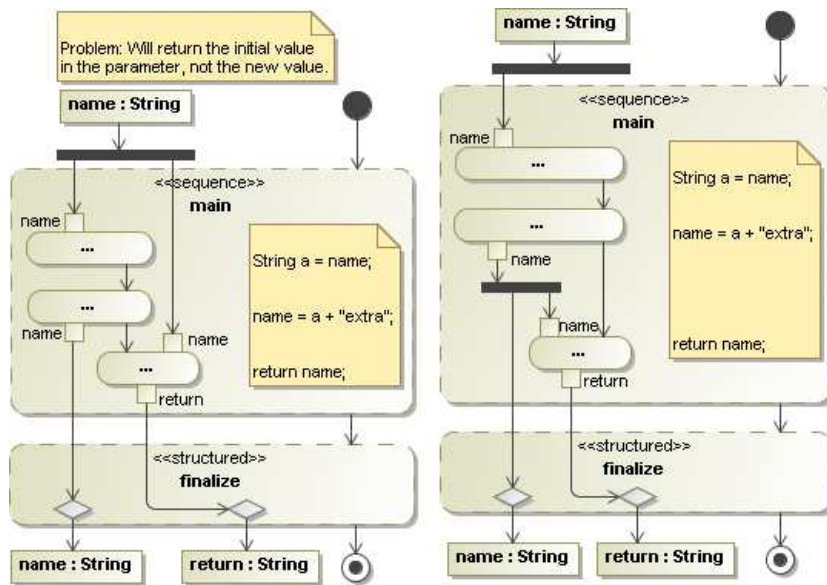 Problem: Will return the initial value
in the parameter, not the new value.
name : String
<<sequence>>
main
name
...
String a = name;
...
name = a + "extra";
name
name
...
return name;
return
<<structured>>
finalize
name : String
return : String
name : String
<<sequence>>
main
name
...
String a = name;
...
name = a + "extra";
name
name
...
return name;
return
<<structured>>
finalize
name : String
return : String